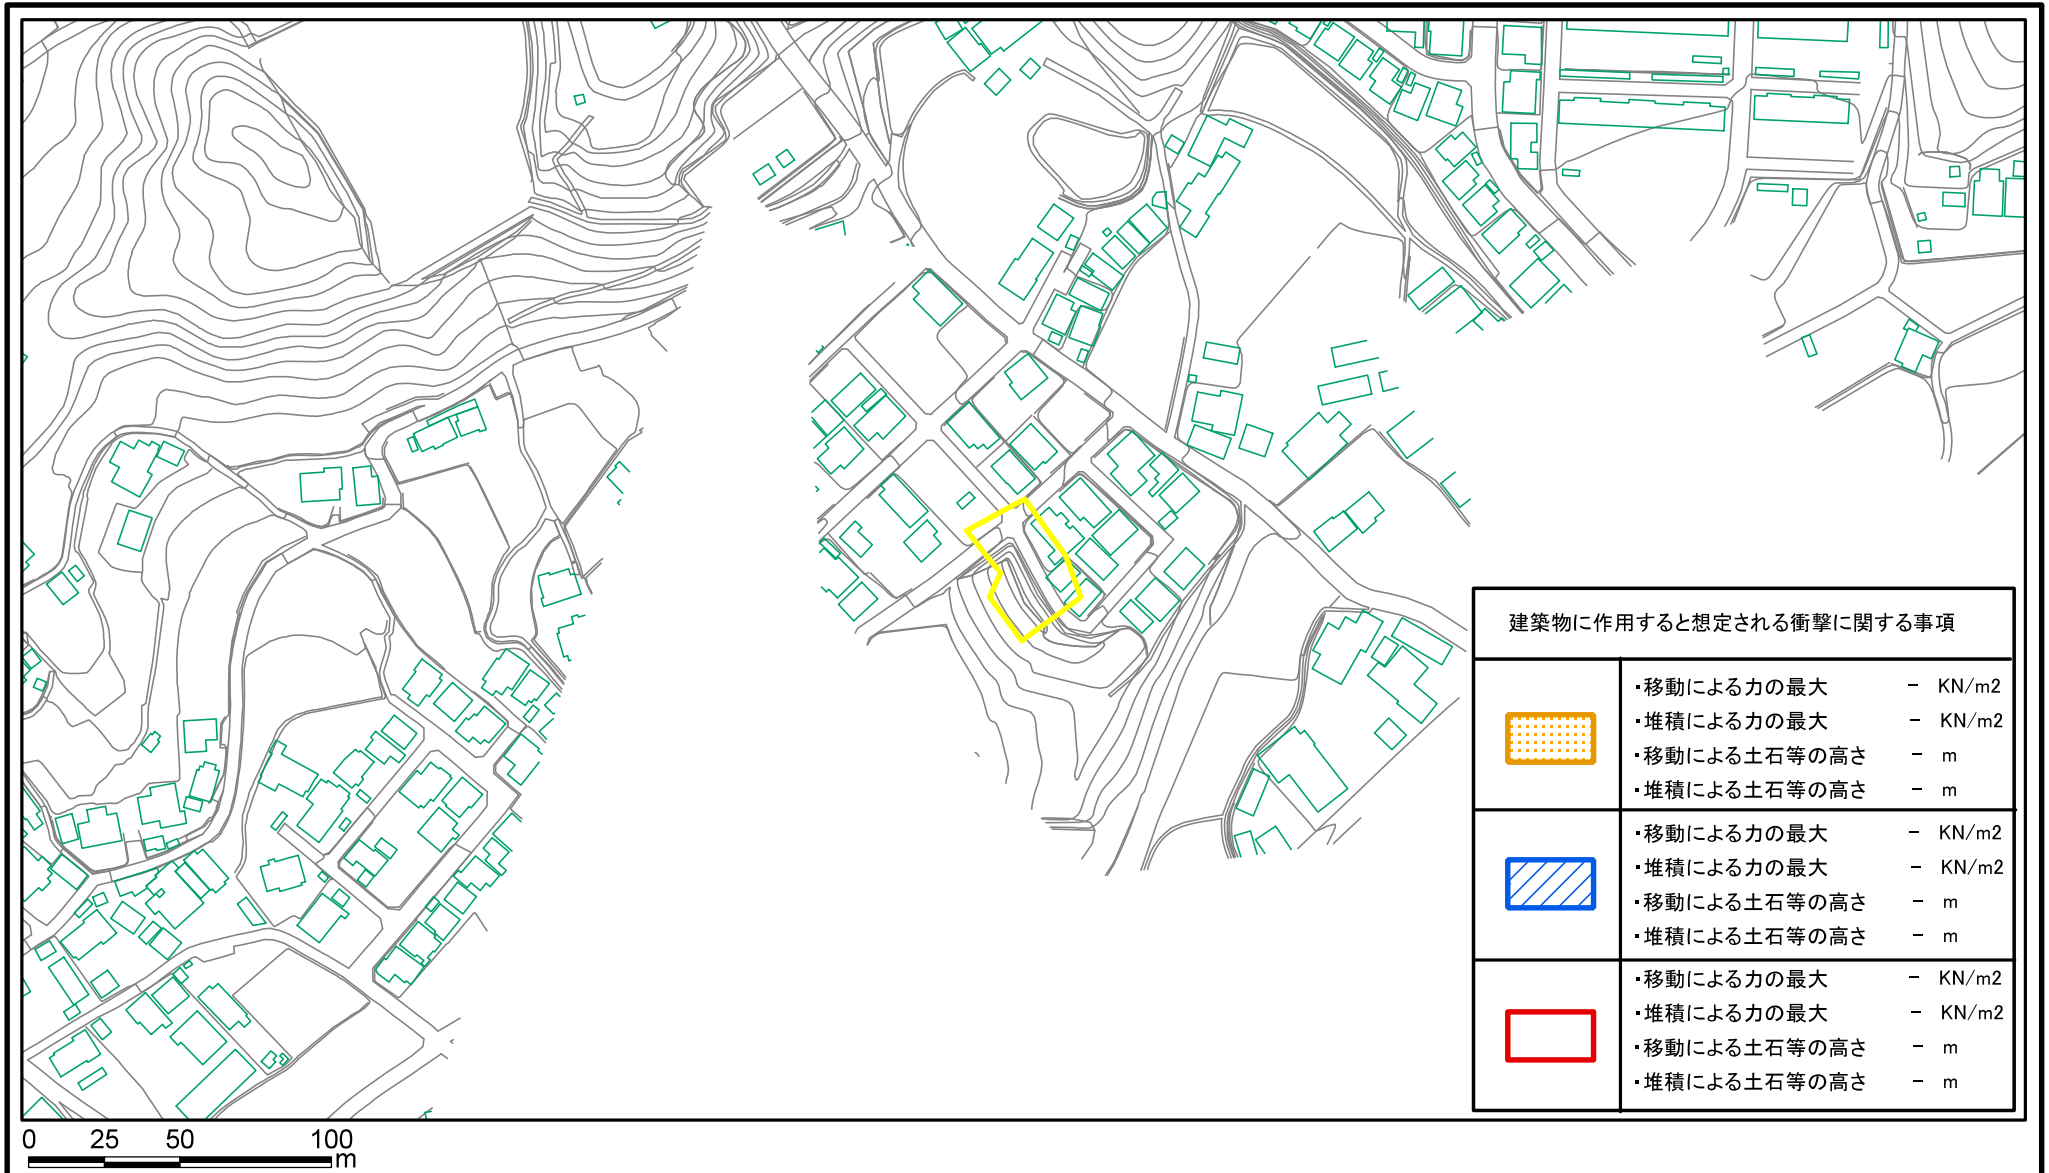 建築物に作用すると想定される衝撃に関する事項
・移動による力の最大 - KN/m2
・堆積による力の最大 - KN/m2
・移動による土石等の高さ - m
・堆積による土石等の高さ - m
・移動による力の最大 - KN/m2
・堆積による力の最大 - KN/m2
・移動による土石等の高さ - m
・堆積による土石等の高さ - m
・移動による力の最大 - KN/m2
・堆積による力の最大 - KN/m2
・移動による土石等の高さ - m
・堆積による土石等の高さ - m
0 25 50 100
m